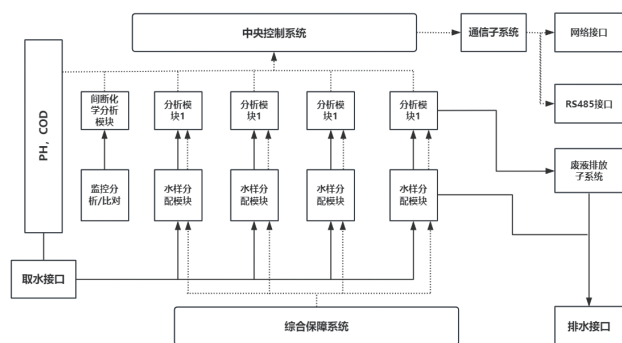 中央控制系统
通信子系统
网络接口
RS485接口
PH，COD
间断化
学分析
模块
分析模
块1
分析模
块1
分析模
块1
分析模
块1
监控分
析/比对
水样分
配模块
水样分
配模块
水样分
配模块
水样分
配模块
废液排放
子系统
取水接口
综合保障系统
排水接口